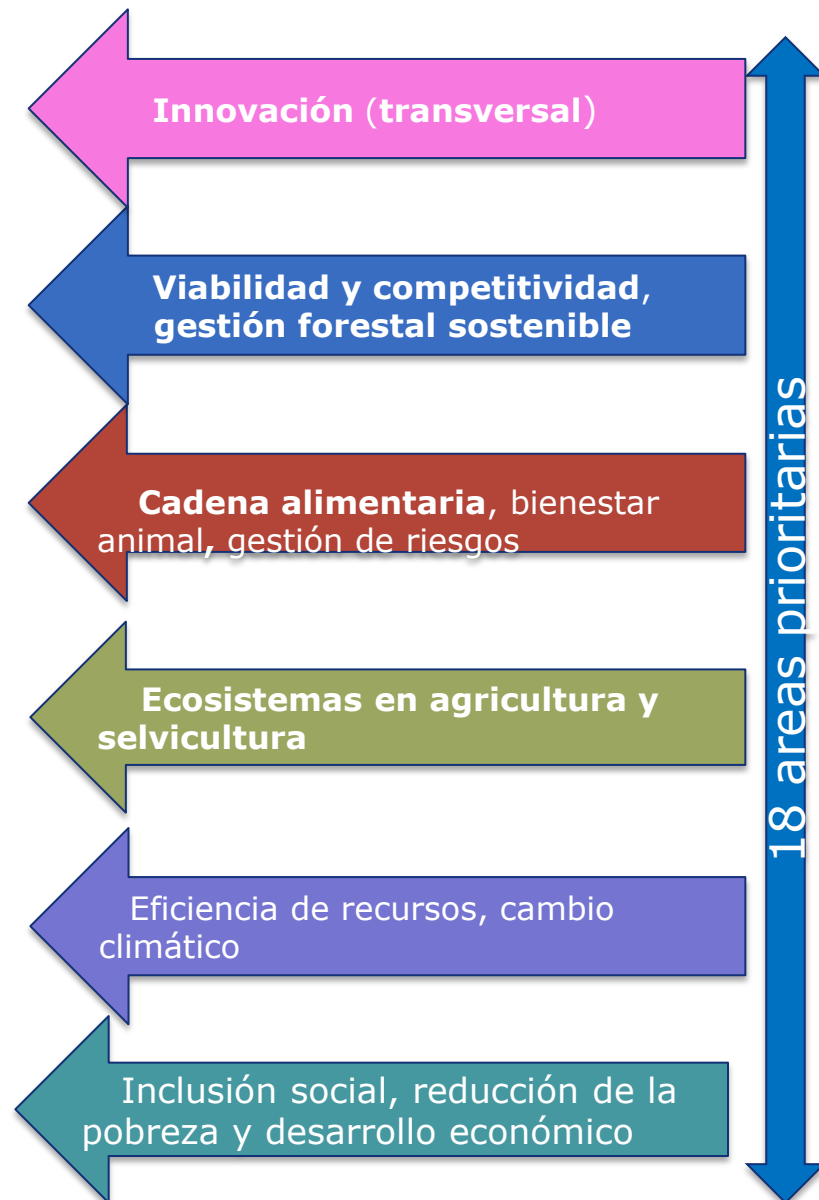 Innovación (transversal)
Viabilidad y competitividad,
gestión forestal sostenible
Cadena alimentaria, bienestar
animal, gestión de riesgos
Ecosistemas en agricultura y
selvicultura
Eficiencia de recursos, cambio
climático
Inclusión social, reducción de la
pobreza y desarrollo económico
18 areas prioritarias